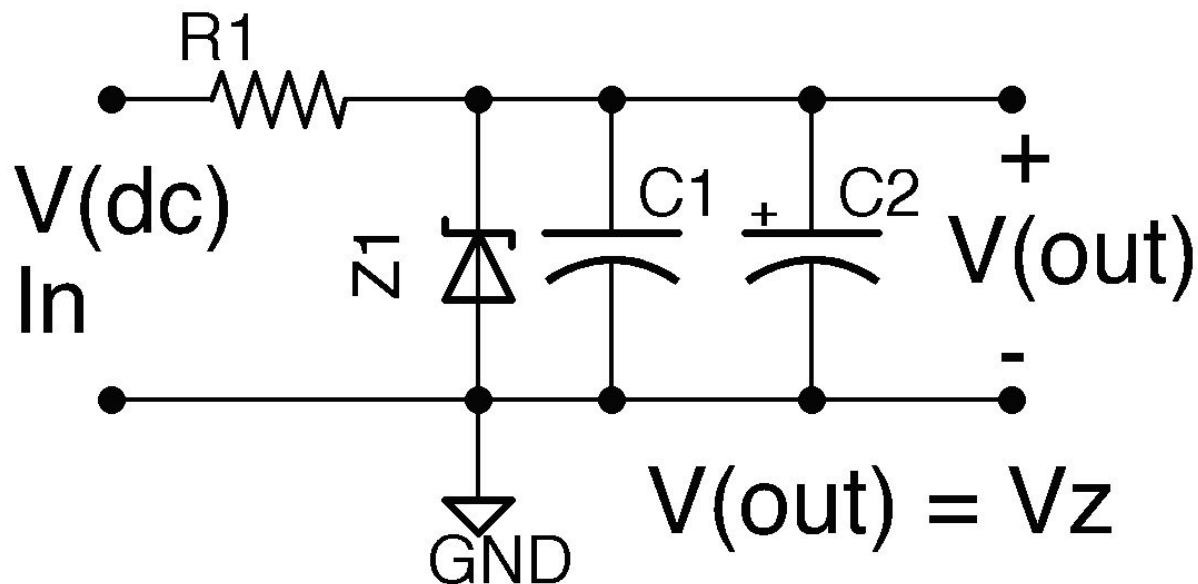 R1
V(dc)
In
Z1
C1
+
C2
+
V(out)
-
GND
V(out) = Vz